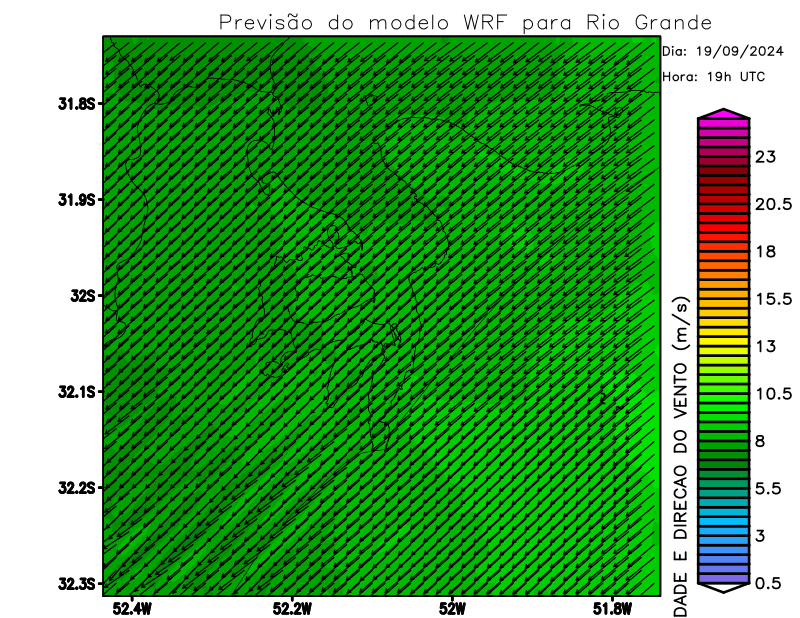 Previsão do modelo WRF para Rio Grande
Dia: 19/09/2024
Hora: 19h UTC
31.8S
31.9S
32S
32.1S
32.2S
32.3S
52.4W
52.2W
52W
51.8W
23
20.5
18
15.5
13
10.5
8
5.5
3
0.5
DADE E DIRECAO DO VENTO (m/s)